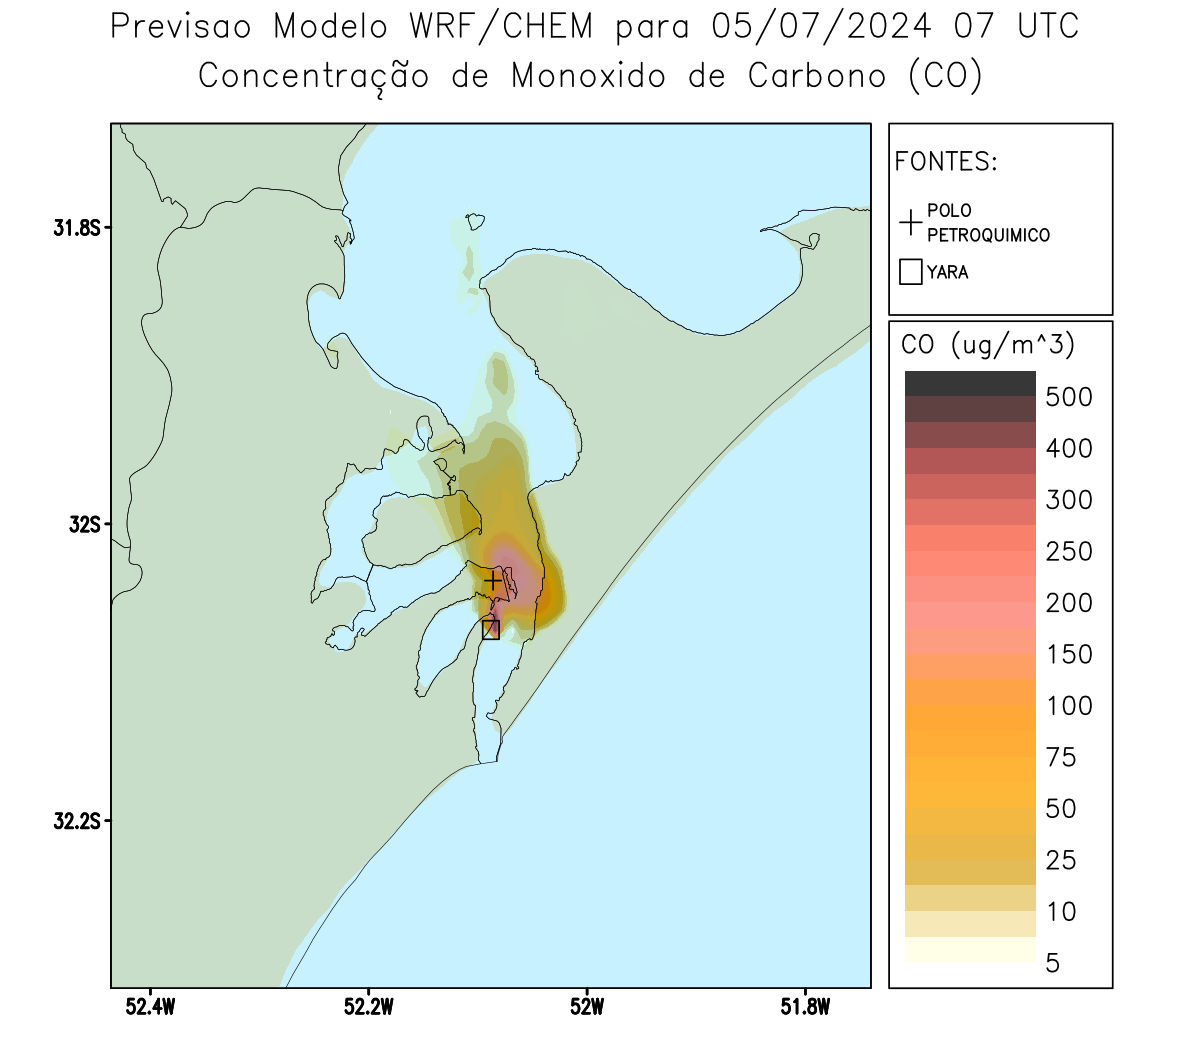 Previsao Modelo WRF/CHEM para 05/07/2024 07 UTC
Concentração de Monoxido de Carbono (CO)
FONTES:
POLO
PETROQUIMICO
YARA
CO (ug/m^3)
500
400
300
250
200
150
100
75
50
25
10
5
31.8S
32S
32.2S
52.4W
52.2W
52W
51.8W